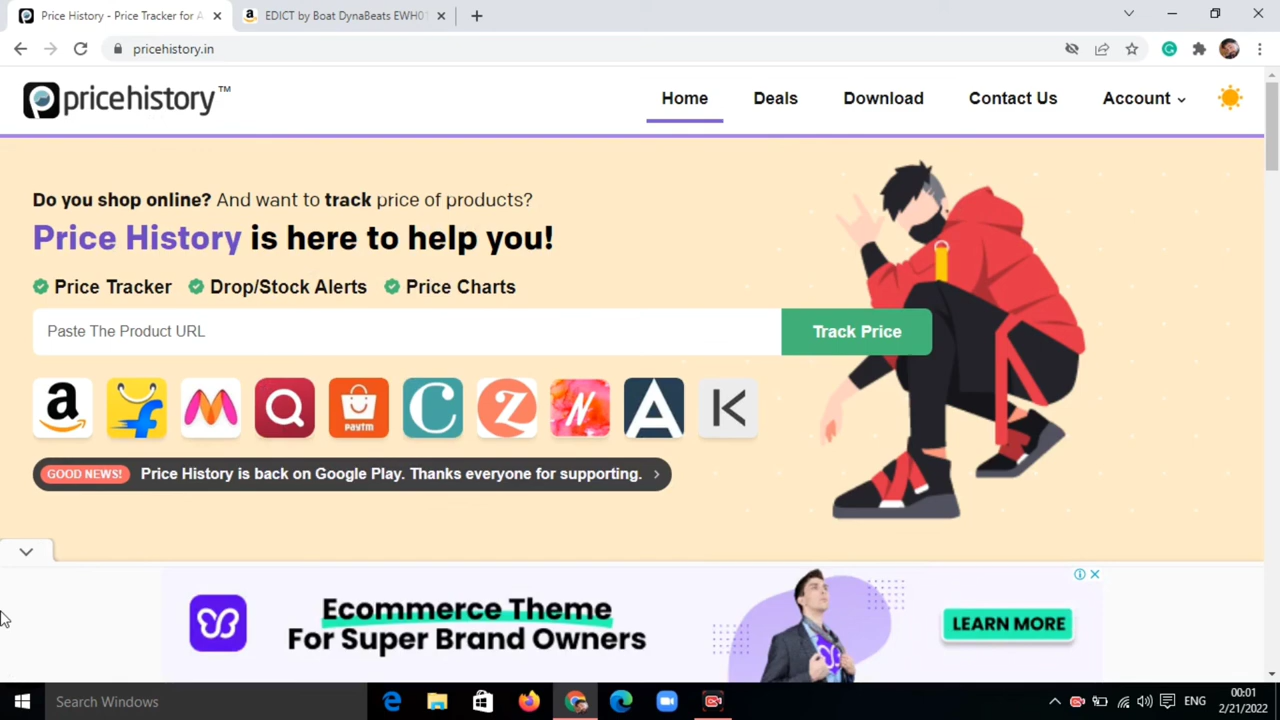 Price History - Price Tracker for A
EDICT by Boat DynaBeats EWH01
pricehistory.in
pricehistory™
Home
Deals
Download
Contact Us
Account
Do you shop online? And want to track price of products?
Price History is here to help you!
Price Tracker
Drop/Stock Alerts
Price Charts
Paste The Product URL
Track Price
a
f
M
Q
paytm
C
Z
N
A
K
GOOD NEWS!
Price History is back on Google Play. Thanks everyone for supporting.
Ecommerce Theme
For Super Brand Owners
LEARN MORE
Search Windows
ENG
00:01
2/21/2022